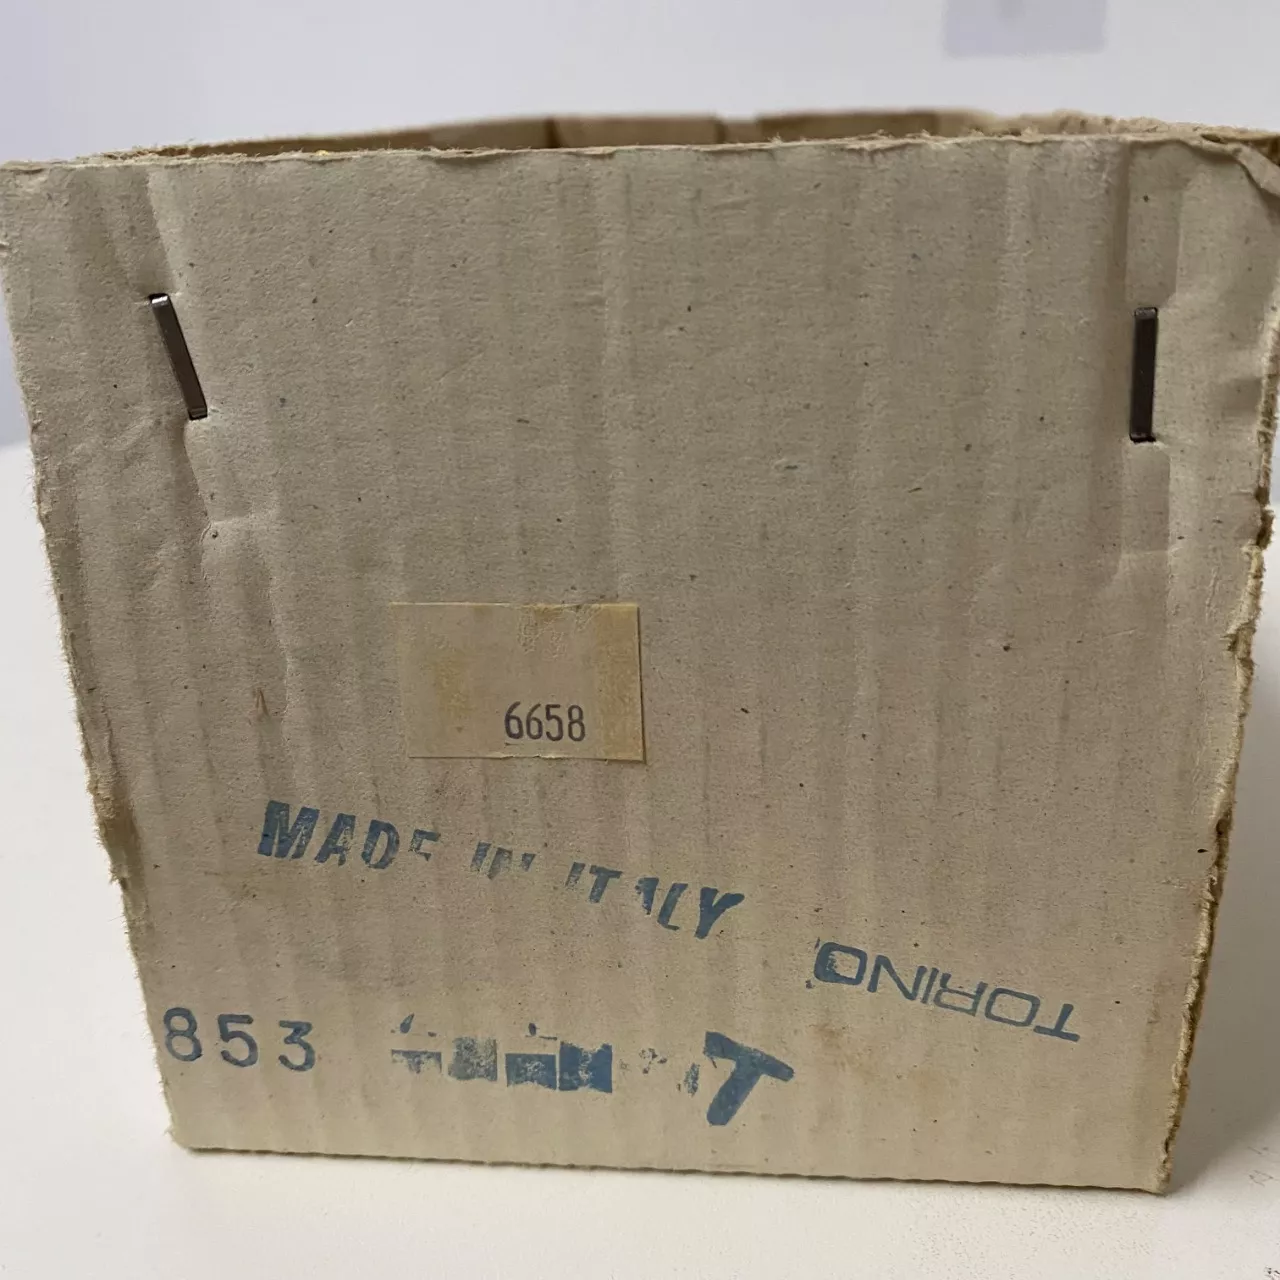 6658
MADE IN ITALY
TORINO
853 T